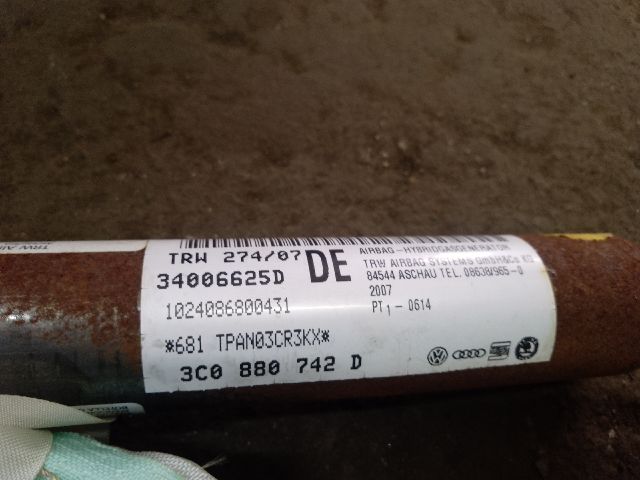 TRW 274/07
DE
34006625D
1024086800431
*681 TPAN03CR3KX*
3C0 880 742 D
AIRBAG-HYBRIDGASGENERATOR
TRW AIRBAG SYSTEMS GmbH&Co KG
84544 ASCHAU TEL. 08638/965-0
2007
PT1-0614